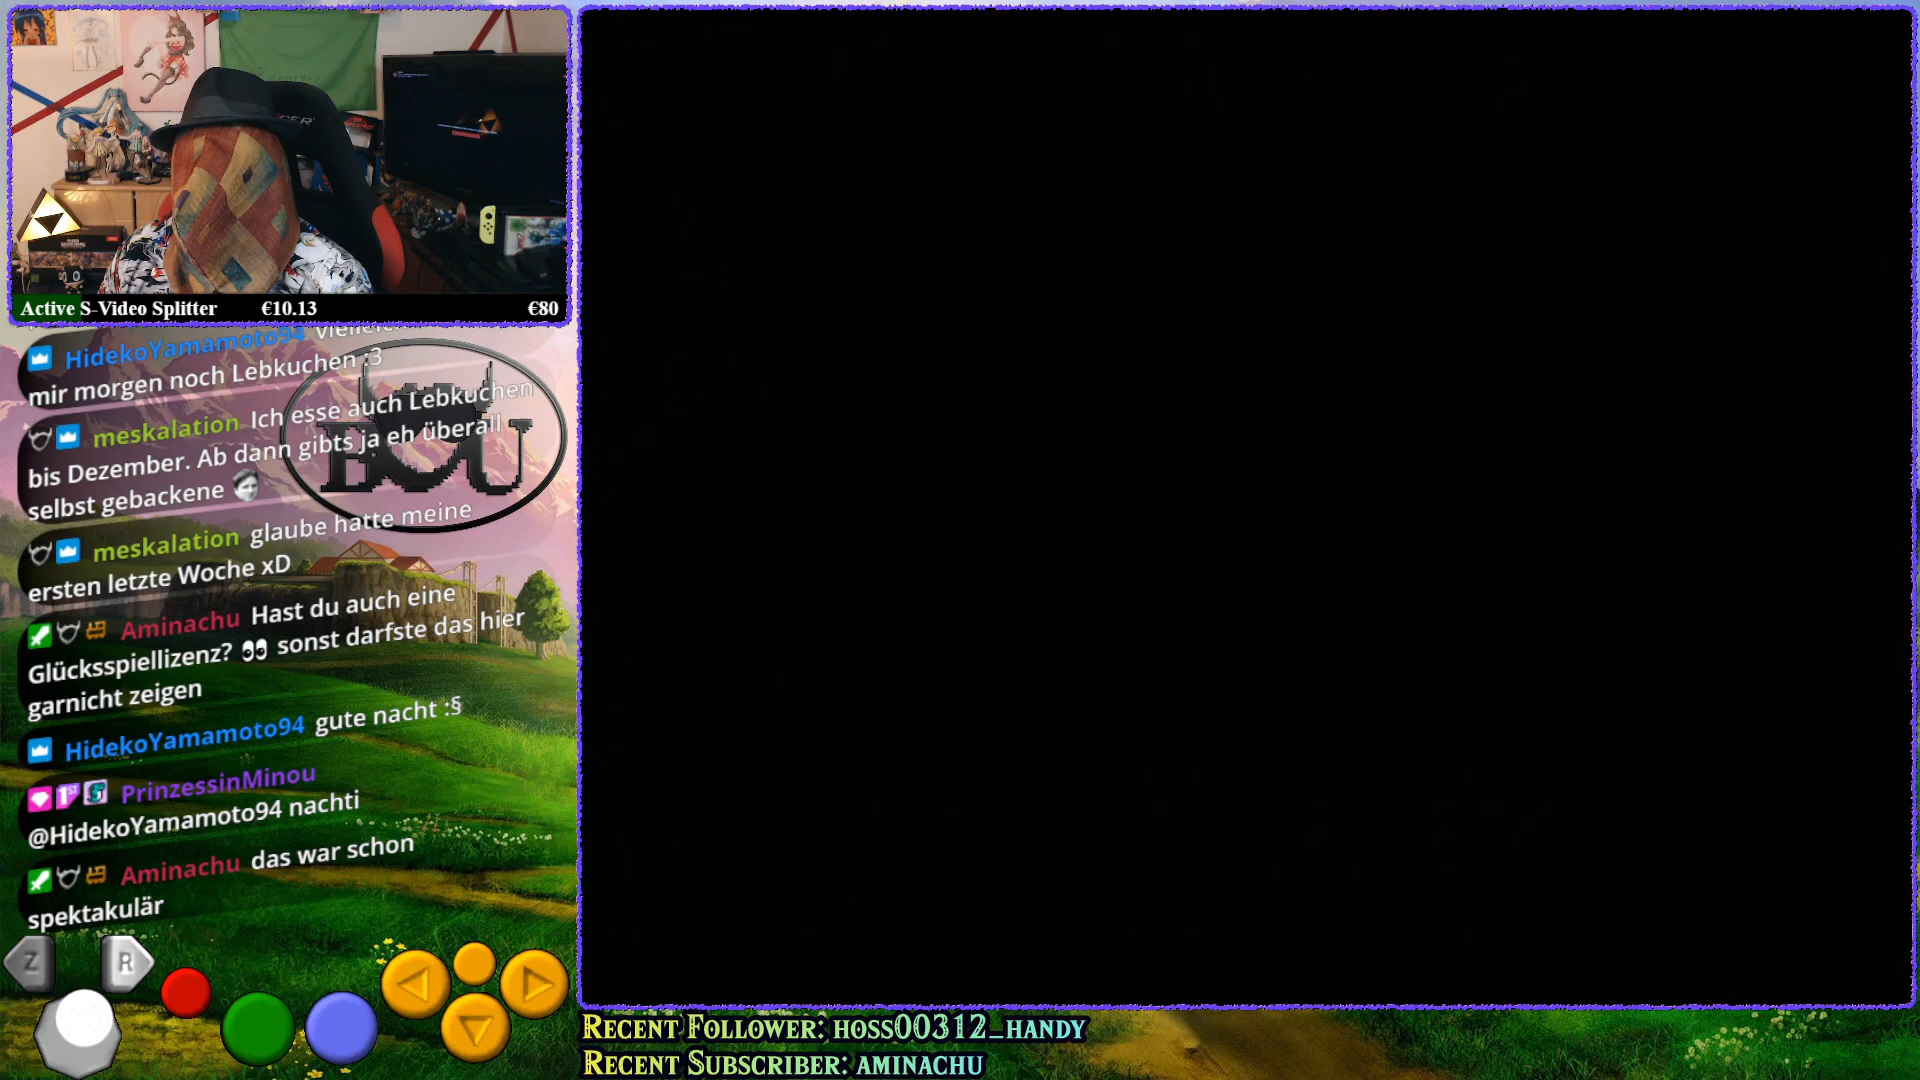 Active S-Video Splitter €10.13 €80
HidekoYamamoto94
mir morgen noch Lebkuchen :3
meskalation Ich esse auch Lebkuchen
bis Dezember. Ab dann gibts ja eh überall
selbst gebackene
BOU
meskalation glaube hatte meine
ersten letzte Woche xD
Aminachu Hast du auch eine
Glücksspiellizenz? 👀 sonst darfste das hier
garnicht zeigen
HidekoYamamoto94 gute nacht :§
1ST PrinzessinMinou
@HidekoYamamoto94 nachti
Aminachu das war schon
spektakulär
Z R
Recent Follower: hoss00312_handy
Recent Subscriber: aminachu